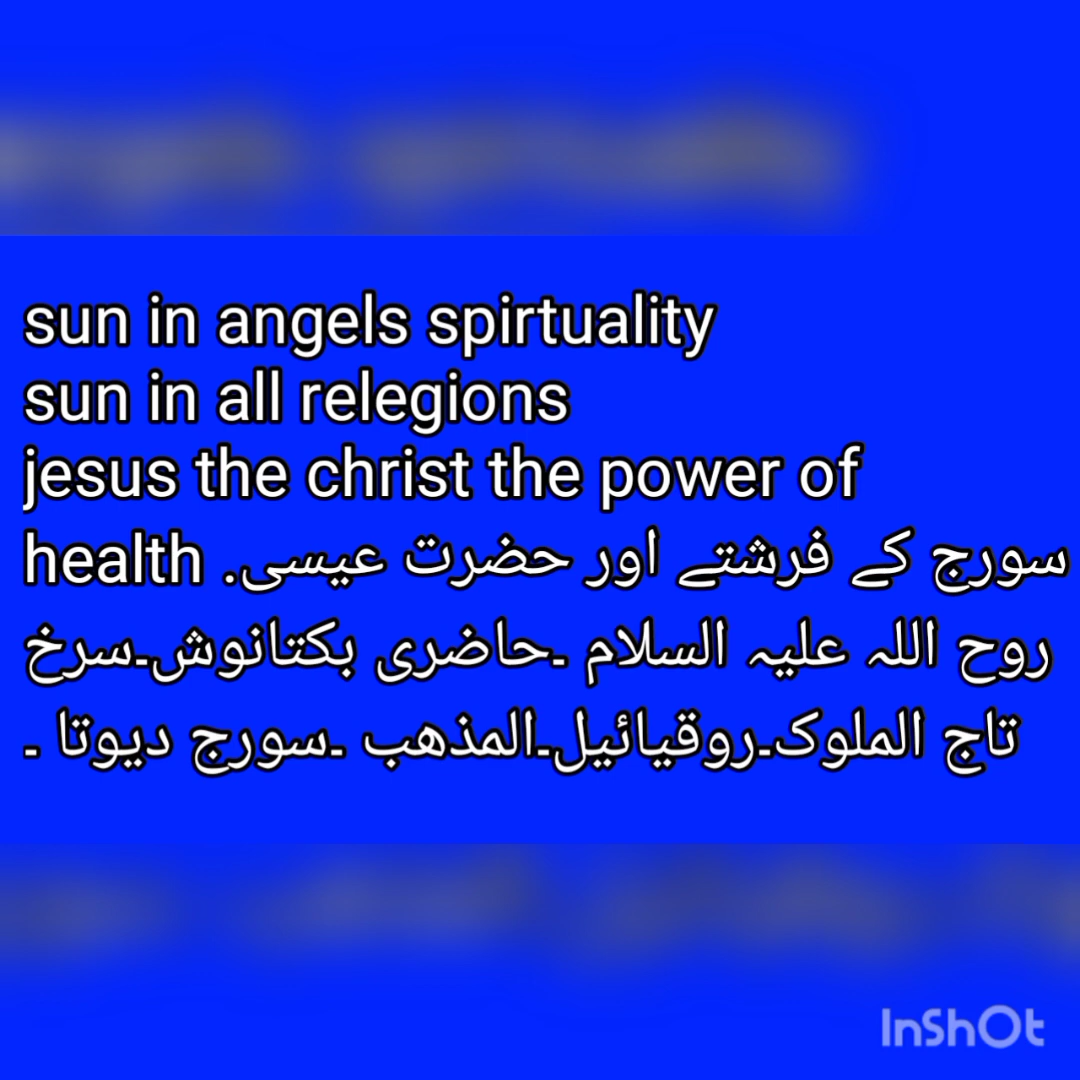 sun in angels spirtuality
sun in all relegions
jesus the christ the power of
health .سورج کے فرشتے اور حضرت عیسی
روح اللہ علیہ السلام ۔حاضری بکتانوش۔سرخ
تاج الملوک۔روقیائیل۔المذھب ۔سورج دیوتا ۔
InShOt